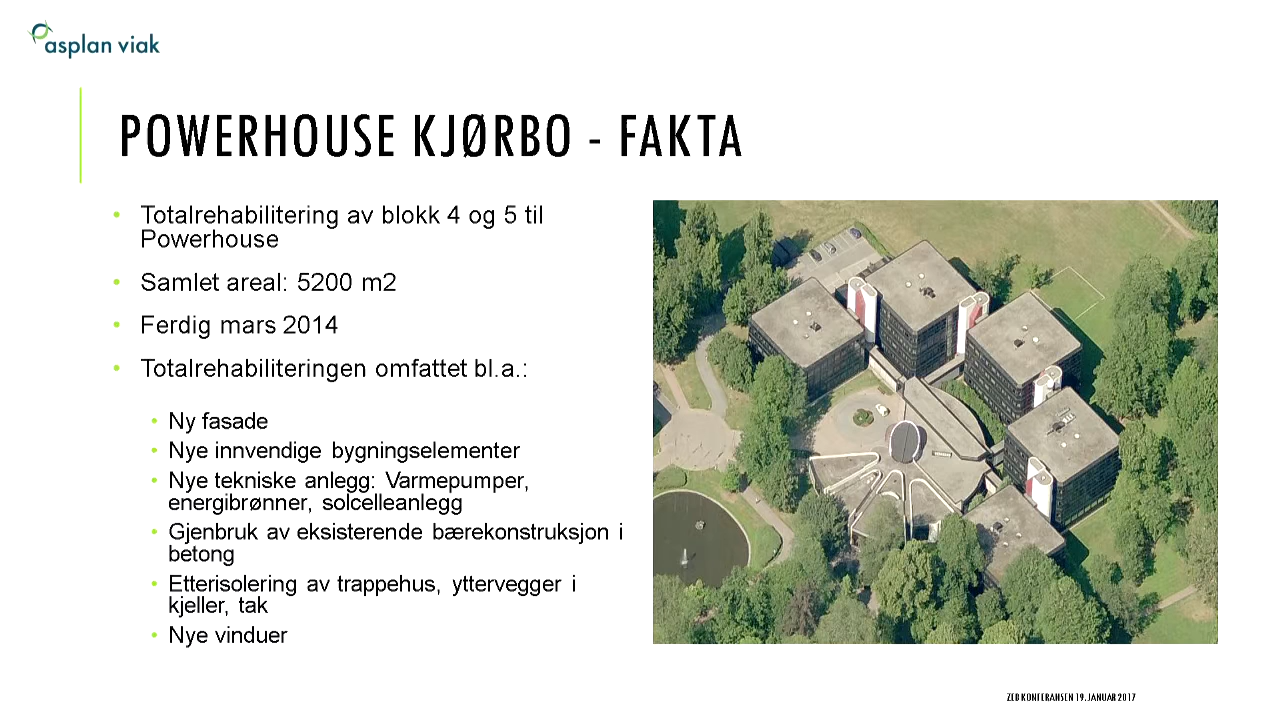 asplan viak
POWERHOUSE KJØRBO - FAKTA
• Totalrehabilitering av blokk 4 og 5 til
Powerhouse
• Samlet areal: 5200 m2
• Ferdig mars 2014
• Totalrehabiliteringen omfattet bl.a.:
• Ny fasade
• Nye innvendige bygningselementer
• Nye tekniske anlegg: Varmepumper,
energibrønner, solcelleanlegg
• Gjenbruk av eksisterende bærekonstruksjon i
betong
• Etterisolering av trappehus, yttervegger i
kjeller, tak
• Nye vinduer
ZEB KONFERANSEN 19. JANUAR 2017